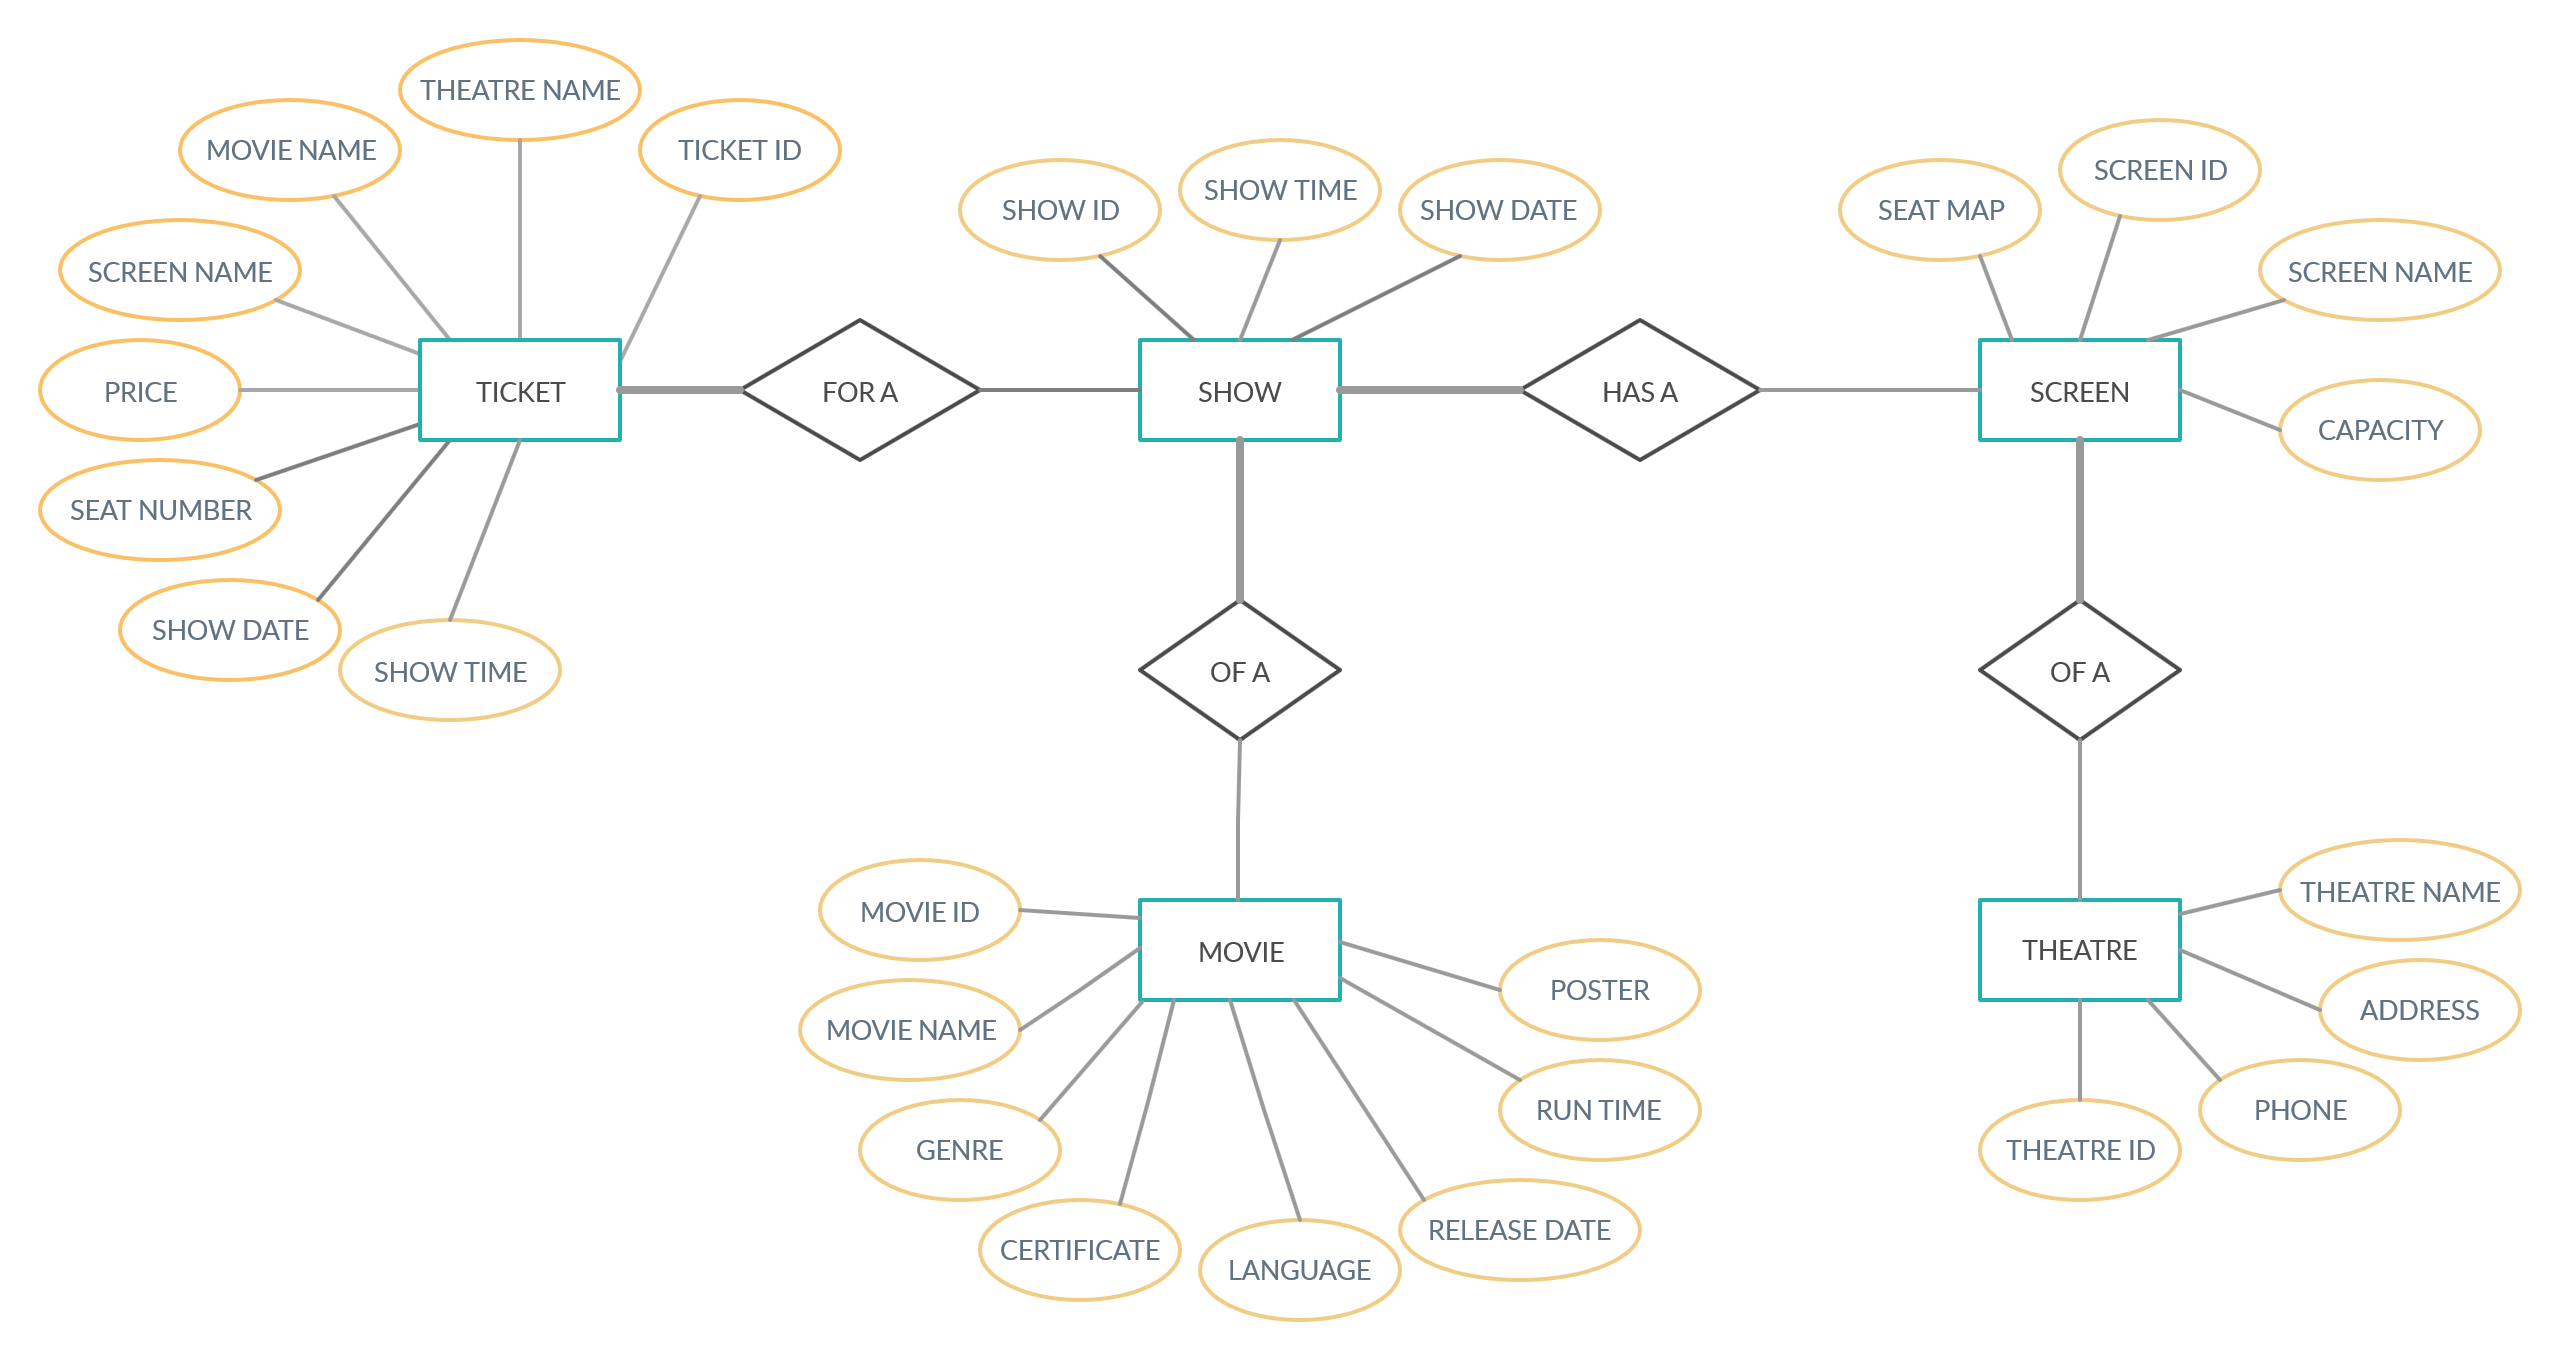 THEATRE NAME
MOVIE NAME
TICKET ID
SCREEN NAME
PRICE
TICKET
SEAT NUMBER
SHOW DATE
SHOW TIME
FOR A
SHOW ID
SHOW TIME
SHOW DATE
SHOW
HAS A
SEAT MAP
SCREEN ID
SCREEN NAME
SCREEN
CAPACITY
OF A
OF A
MOVIE ID
MOVIE NAME
MOVIE
GENRE
CERTIFICATE
LANGUAGE
RELEASE DATE
RUN TIME
POSTER
THEATRE
THEATRE NAME
ADDRESS
PHONE
THEATRE ID